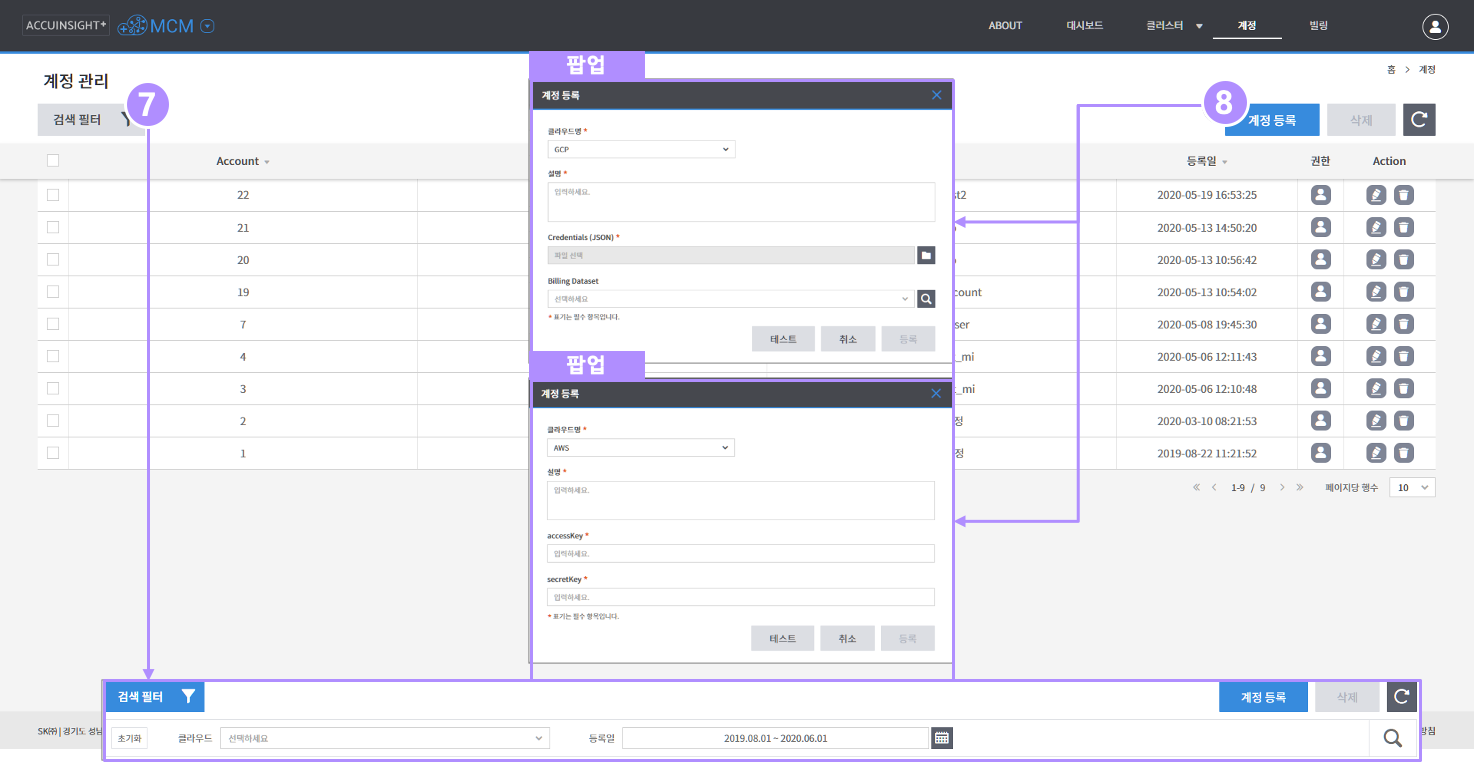 ACCUINSIGHT+ MCM
ABOUT 대시보드 클러스터 계정 빌링
계정 관리
홈 > 계정
검색 필터
7
8
계정 등록 삭제
Account 등록일 권한 Action
22 st2 2020-05-19 16:53:25
21 2020-05-13 14:50:20
20 2020-05-13 10:56:42
19 count 2020-05-13 10:54:02
7 ser 2020-05-08 19:45:30
4 _mi 2020-05-06 12:11:43
3 _mi 2020-05-06 12:10:48
2 정 2020-03-10 08:21:53
1 정 2019-08-22 11:21:52
1-9 / 9 페이지당 행수 10
팝업
계정 등록
클라우드명 *
GCP
설명 *
입력하세요.
Credentials (JSON) *
파일 선택
Billing Dataset
선택하세요
* 표기는 필수 항목입니다.
테스트 취소 등록
팝업
계정 등록
클라우드명 *
AWS
설명 *
입력하세요.
accessKey *
입력하세요.
secretKey *
입력하세요.
* 표기는 필수 항목입니다.
테스트 취소 등록
검색 필터
계정 등록 삭제
SK㈜ | 경기도 성남
초기화 클라우드 선택하세요 등록일 2019.08.01 ~ 2020.06.01
방침